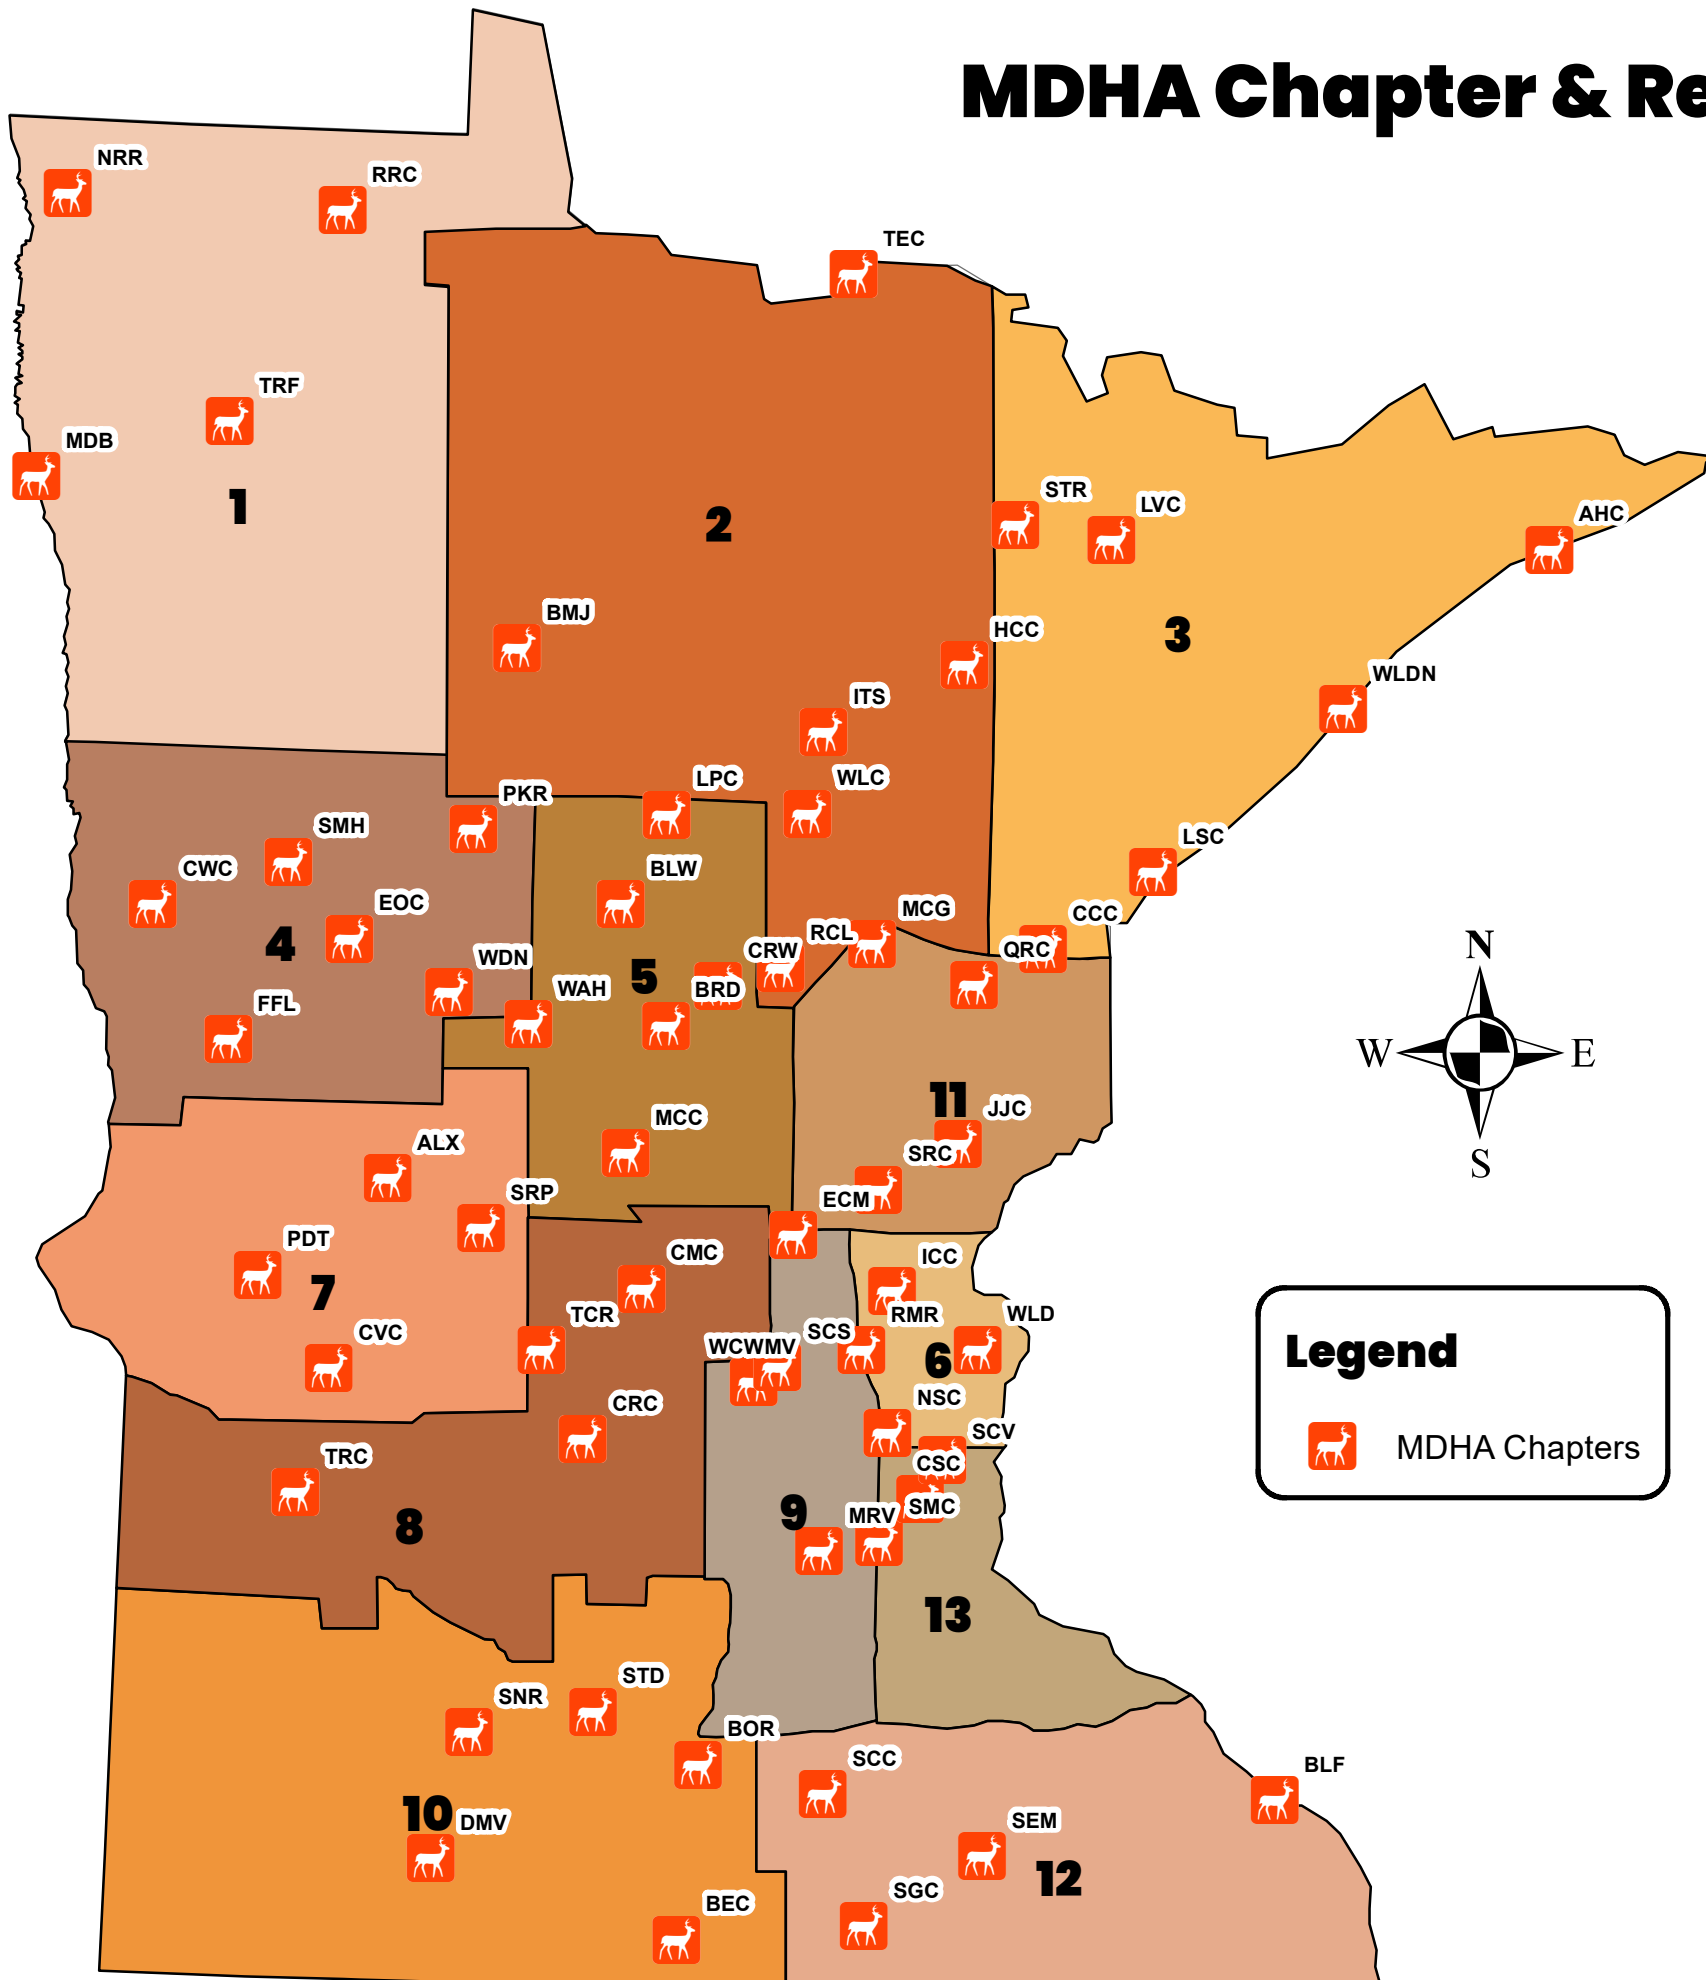 MDHA Chapter & Re
NRR
RRC
TEC
TRF
MDB
1
2
STR
LVC
AHC
BMJ
HCC
3
WLDN
ITS
LPC
WLC
PKR
SMH
LSC
CWC
BLW
EOC
MCG
CCC
RCL
4
CRW
QRC
WDN
5
BRD
WAH
FFL
N
W
E
S
11
JJC
MCC
ALX
SRC
SRP
ECM
PDT
CMC
ICC
7
TCR
RMR
WLD
CVC
SCS
WCWMV
6
Legend
CRC
NSC
SCV
MDHA Chapters
TRC
CSC
9
SMC
MRV
8
13
STD
SNR
BOR
SCC
BLF
10
DMV
SEM
12
SGC
BEC